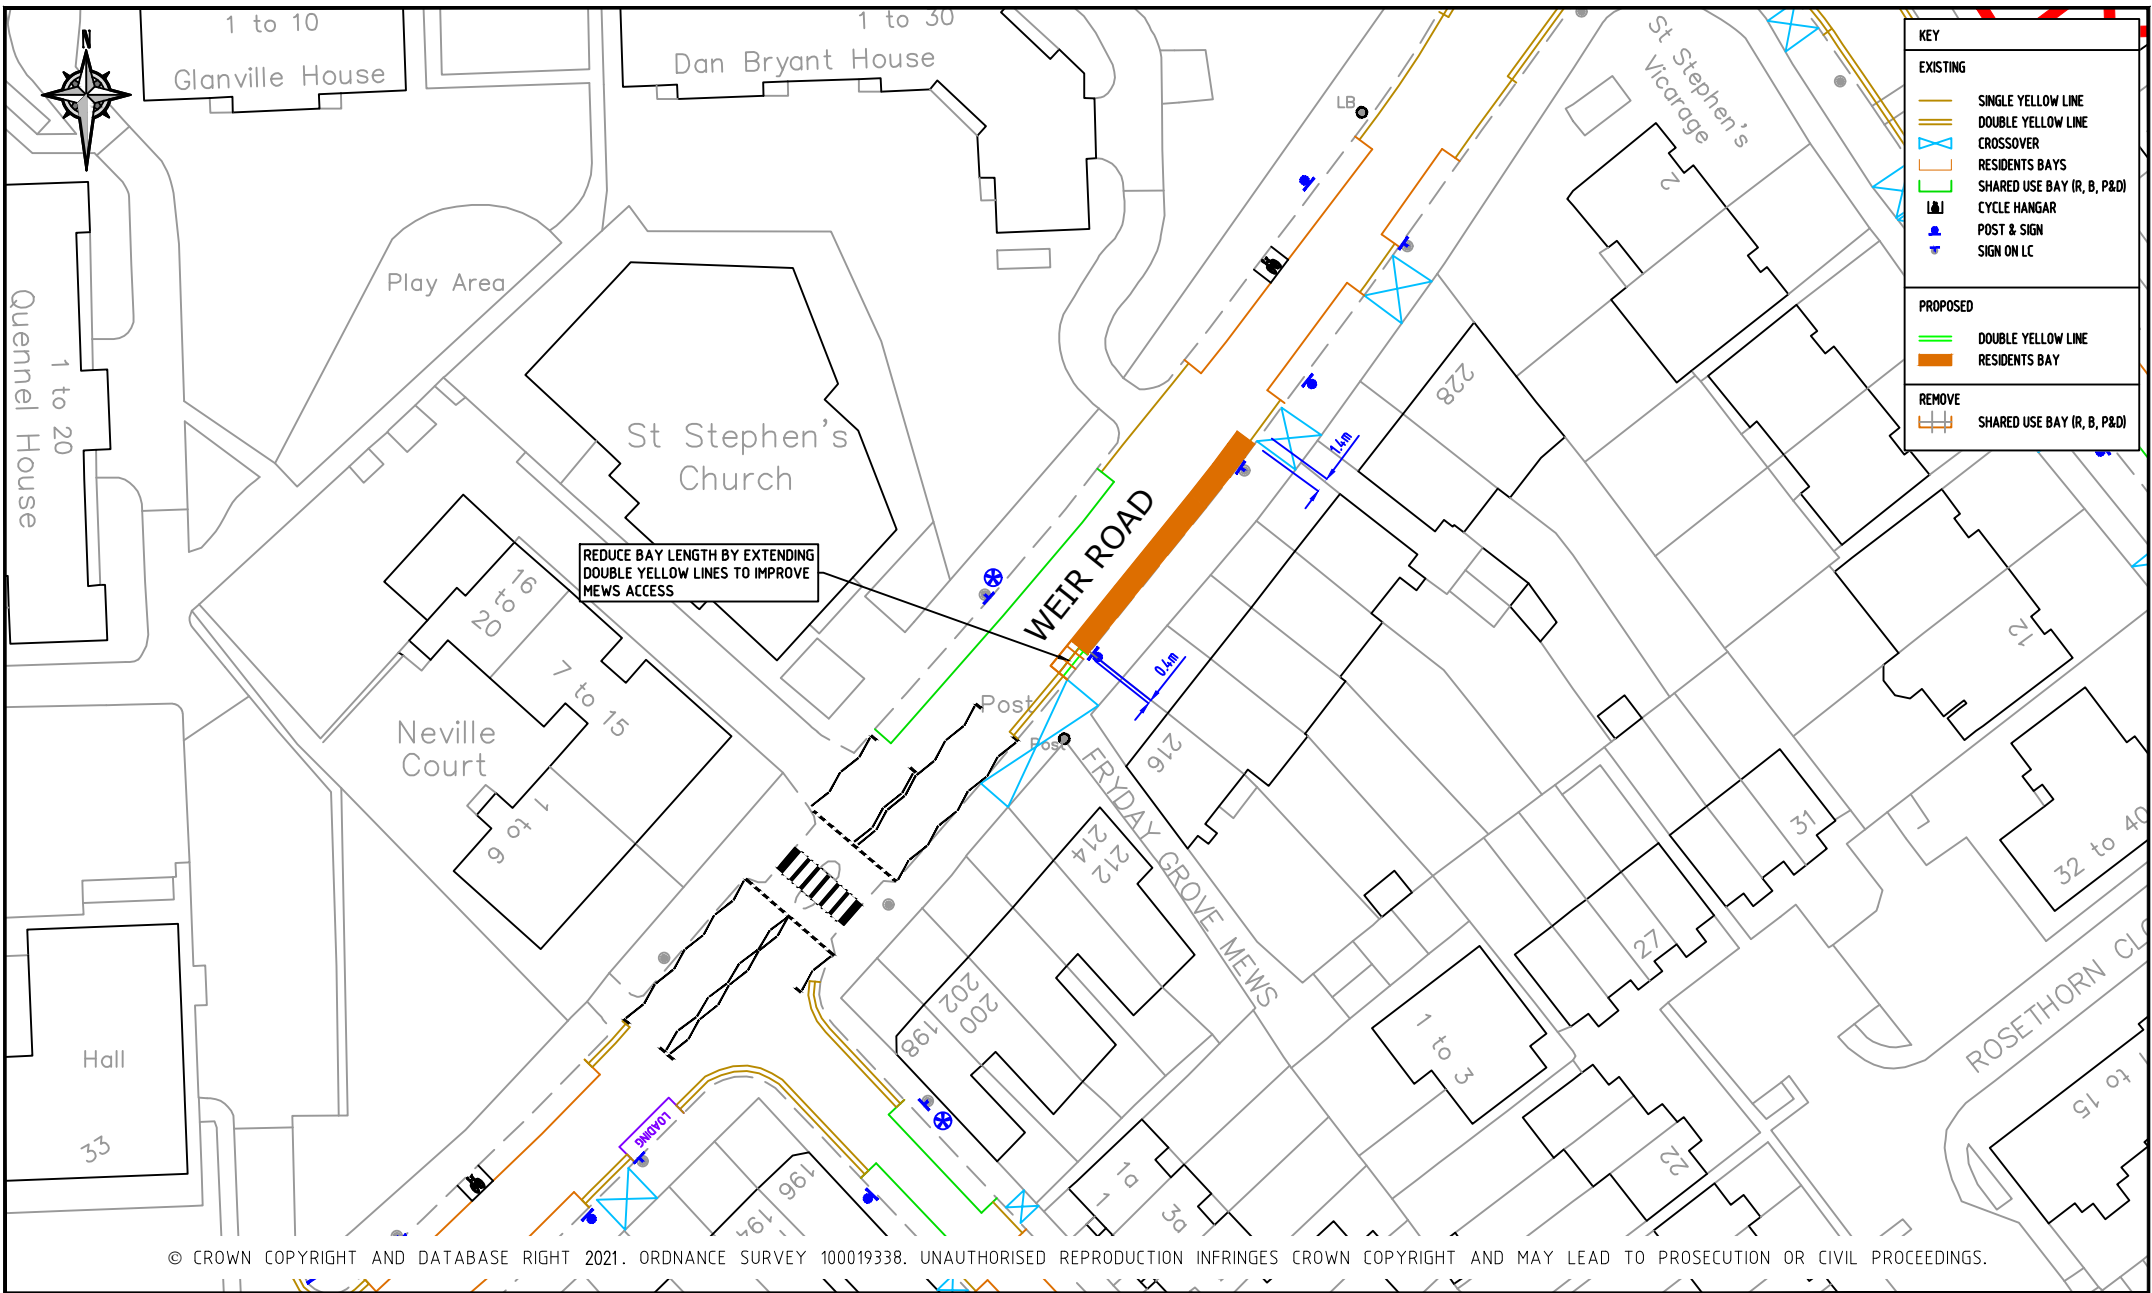 1 to 10
Glanville House
1 to 30
Dan Bryant House
N
LB
St Stephen's
Vicarage
2
KEY
EXISTING
SINGLE YELLOW LINE
DOUBLE YELLOW LINE
CROSSOVER
RESIDENTS BAYS
SHARED USE BAY (R, B, P&D)
CYCLE HANGAR
POST & SIGN
SIGN ON LC
PROPOSED
DOUBLE YELLOW LINE
RESIDENTS BAY
REMOVE
SHARED USE BAY (R, B, P&D)
Play Area
Quennel House
1 to 20
St Stephen's
Church
228
1.4m
WEIR ROAD
REDUCE BAY LENGTH BY EXTENDING
DOUBLE YELLOW LINES TO IMPROVE
MEWS ACCESS
16
to
20
7 to 15
Neville
Court
1 to 6
0.4m
Post
Post
216
12
FRYDAY GROVE MEWS
214
212
31
32 to 40
27
202
200
198
1 to 3
ROSETHORN CLO
to 15
22
Hall
33
LOADING
196
194
1a
1
3a
© CROWN COPYRIGHT AND DATABASE RIGHT 2021. ORDNANCE SURVEY 100019338. UNAUTHORISED REPRODUCTION INFRINGES CROWN COPYRIGHT AND MAY LEAD TO PROSECUTION OR CIVIL PROCEEDINGS.